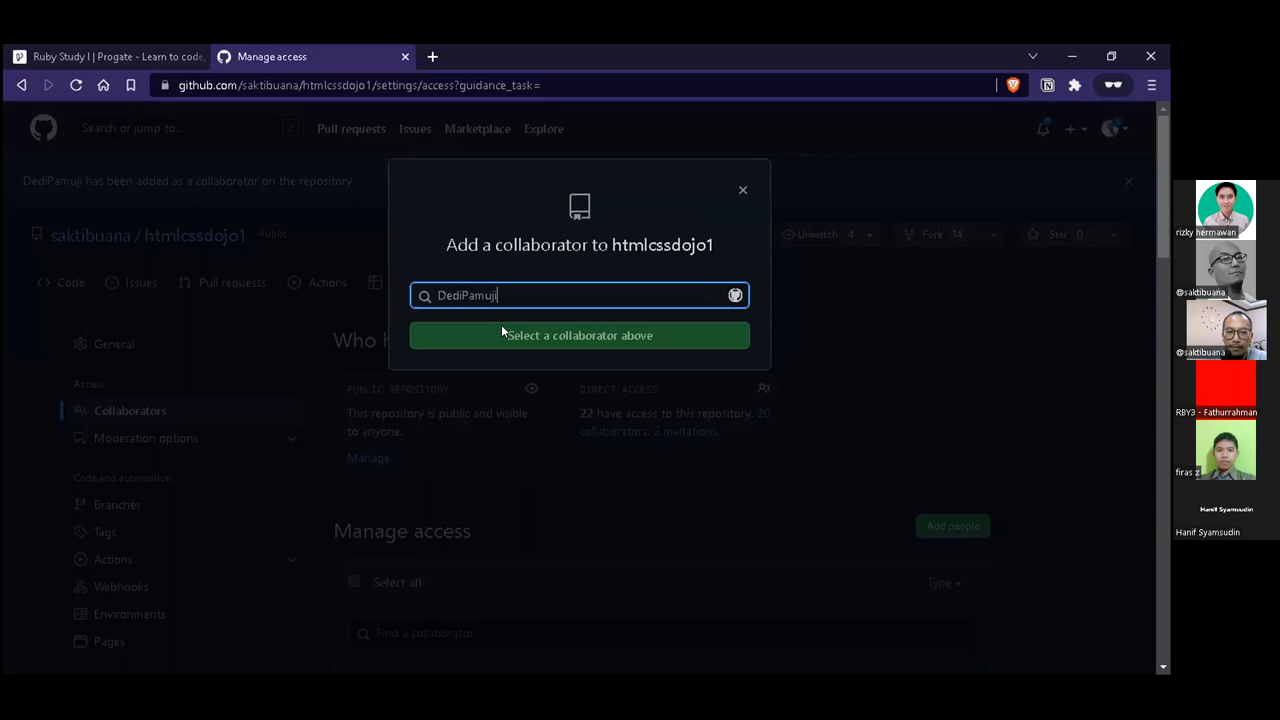 Ruby Study I | Progate - Learn to code,
Manage access
github.com/saktibuana/htmlcssdojo1/settings/access?guidance_task=
Search or jump to...
/
Pull requests
Issues
Marketplace
Explore
DediPamuji has been added as a collaborator on the repository.
saktibuana / htmlcssdojo1
Public
Unwatch 4
Fork 14
Star 0
Code
Issues
Pull requests
Actions
Add a collaborator to htmlcssdojo1
DediPamuji
Select a collaborator above
General
Access
Collaborators
Moderation options
Code and automation
Branches
Tags
Actions
Webhooks
Environments
Pages
Who h
PUBLIC REPOSITORY
This repository is public and visible
to anyone.
Manage
DIRECT ACCESS
22 have access to this repository. 20
collaborators. 2 invitations.
Manage access
Add people
Select all
Type
Find a collaborator...
rizky hermawan
@saktibuana
@saktibuana
RBY3 - Fathurrahman
firas z
Hanif Syamsudin
Hanif Syamsudin